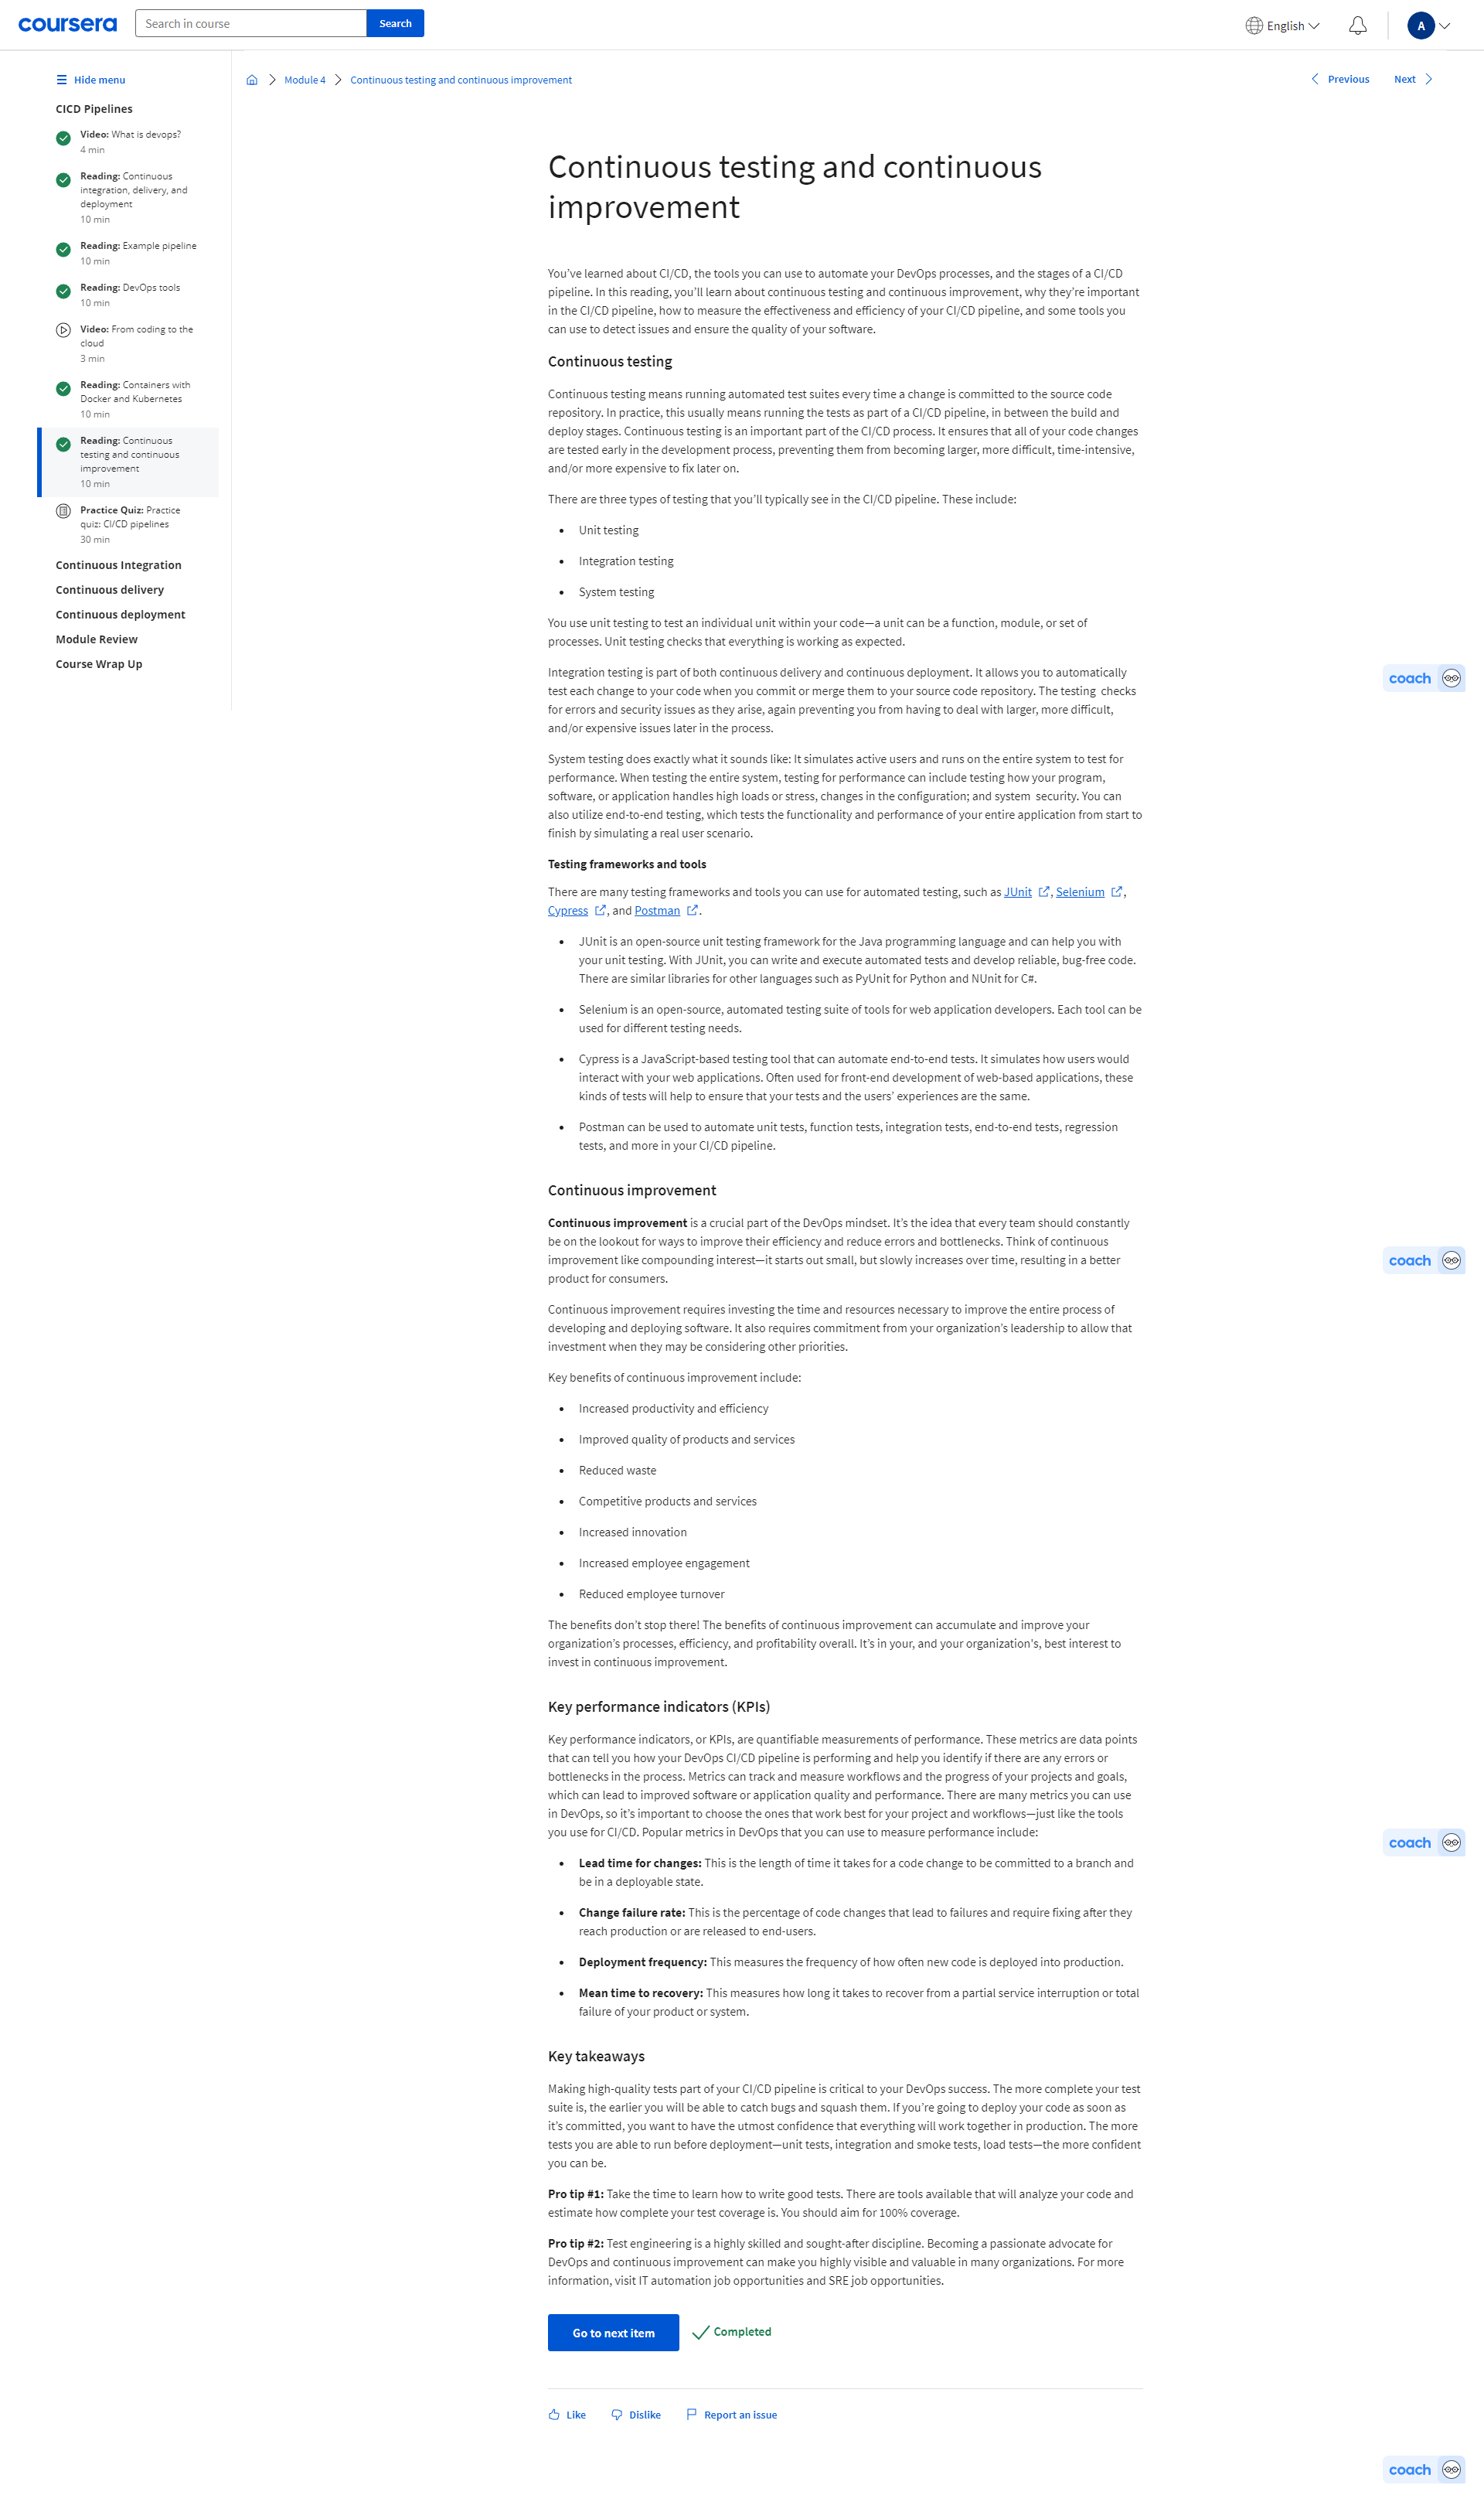 coursera
Search in course
Search
English
A
Hide menu
CICD Pipelines
Video: What is devops?
4 min
Reading: Continuous
integration, delivery, and
deployment
10 min
Reading: Example pipeline
10 min
Reading: DevOps tools
10 min
Video: From coding to the
cloud
3 min
Reading: Containers with
Docker and Kubernetes
10 min
Reading: Continuous
testing and continuous
improvement
10 min
Practice Quiz: Practice
quiz: CI/CD pipelines
30 min
Continuous Integration
Continuous delivery
Continuous deployment
Module Review
Course Wrap Up
Module 4
Continuous testing and continuous improvement
Previous
Next
Continuous testing and continuous
improvement
You’ve learned about CI/CD, the tools you can use to automate your DevOps processes, and the stages of a CI/CD
pipeline. In this reading, you’ll learn about continuous testing and continuous improvement, why they’re important
in the CI/CD pipeline, how to measure the effectiveness and efficiency of your CI/CD pipeline, and some tools you
can use to detect issues and ensure the quality of your software.
Continuous testing
Continuous testing means running automated test suites every time a change is committed to the source code
repository. In practice, this usually means running the tests as part of a CI/CD pipeline, in between the build and
deploy stages. Continuous testing is an important part of the CI/CD process. It ensures that all of your code changes
are tested early in the development process, preventing them from becoming larger, more difficult, time-intensive,
and/or more expensive to fix later on.
There are three types of testing that you’ll typically see in the CI/CD pipeline. These include:
• Unit testing
• Integration testing
• System testing
You use unit testing to test an individual unit within your code—a unit can be a function, module, or set of
processes. Unit testing checks that everything is working as expected.
Integration testing is part of both continuous delivery and continuous deployment. It allows you to automatically
test each change to your code when you commit or merge them to your source code repository. The testing  checks
for errors and security issues as they arise, again preventing you from having to deal with larger, more difficult,
and/or expensive issues later in the process.
System testing does exactly what it sounds like: It simulates active users and runs on the entire system to test for
performance. When testing the entire system, testing for performance can include testing how your program,
software, or application handles high loads or stress, changes in the configuration; and system  security. You can
also utilize end-to-end testing, which tests the functionality and performance of your entire application from start to
finish by simulating a real user scenario.
Testing frameworks and tools
There are many testing frameworks and tools you can use for automated testing, such as JUnit , Selenium ,
Cypress , and Postman .
• JUnit is an open-source unit testing framework for the Java programming language and can help you with
your unit testing. With JUnit, you can write and execute automated tests and develop reliable, bug-free code.
There are similar libraries for other languages such as PyUnit for Python and NUnit for C#.
• Selenium is an open-source, automated testing suite of tools for web application developers. Each tool can be
used for different testing needs.
• Cypress is a JavaScript-based testing tool that can automate end-to-end tests. It simulates how users would
interact with your web applications. Often used for front-end development of web-based applications, these
kinds of tests will help to ensure that your tests and the users’ experiences are the same.
• Postman can be used to automate unit tests, function tests, integration tests, end-to-end tests, regression
tests, and more in your CI/CD pipeline.
Continuous improvement
Continuous improvement is a crucial part of the DevOps mindset. It’s the idea that every team should constantly
be on the lookout for ways to improve their efficiency and reduce errors and bottlenecks. Think of continuous
improvement like compounding interest—it starts out small, but slowly increases over time, resulting in a better
product for consumers.
Continuous improvement requires investing the time and resources necessary to improve the entire process of
developing and deploying software. It also requires commitment from your organization’s leadership to allow that
investment when they may be considering other priorities.
Key benefits of continuous improvement include:
• Increased productivity and efficiency
• Improved quality of products and services
• Reduced waste
• Competitive products and services
• Increased innovation
• Increased employee engagement
• Reduced employee turnover
The benefits don’t stop there! The benefits of continuous improvement can accumulate and improve your
organization’s processes, efficiency, and profitability overall. It’s in your, and your organization's, best interest to
invest in continuous improvement.
Key performance indicators (KPIs)
Key performance indicators, or KPIs, are quantifiable measurements of performance. These metrics are data points
that can tell you how your DevOps CI/CD pipeline is performing and help you identify if there are any errors or
bottlenecks in the process. Metrics can track and measure workflows and the progress of your projects and goals,
which can lead to improved software or application quality and performance. There are many metrics you can use
in DevOps, so it’s important to choose the ones that work best for your project and workflows—just like the tools
you use for CI/CD. Popular metrics in DevOps that you can use to measure performance include:
• Lead time for changes: This is the length of time it takes for a code change to be committed to a branch and
be in a deployable state.
• Change failure rate: This is the percentage of code changes that lead to failures and require fixing after they
reach production or are released to end-users.
• Deployment frequency: This measures the frequency of how often new code is deployed into production.
• Mean time to recovery: This measures how long it takes to recover from a partial service interruption or total
failure of your product or system.
Key takeaways
Making high-quality tests part of your CI/CD pipeline is critical to your DevOps success. The more complete your test
suite is, the earlier you will be able to catch bugs and squash them. If you’re going to deploy your code as soon as
it’s committed, you want to have the utmost confidence that everything will work together in production. The more
tests you are able to run before deployment—unit tests, integration and smoke tests, load tests—the more confident
you can be.
Pro tip #1: Take the time to learn how to write good tests. There are tools available that will analyze your code and
estimate how complete your test coverage is. You should aim for 100% coverage.
Pro tip #2: Test engineering is a highly skilled and sought-after discipline. Becoming a passionate advocate for
DevOps and continuous improvement can make you highly visible and valuable in many organizations. For more
information, visit IT automation job opportunities and SRE job opportunities.
Go to next item
Completed
Like
Dislike
Report an issue
coach
coach
coach
coach